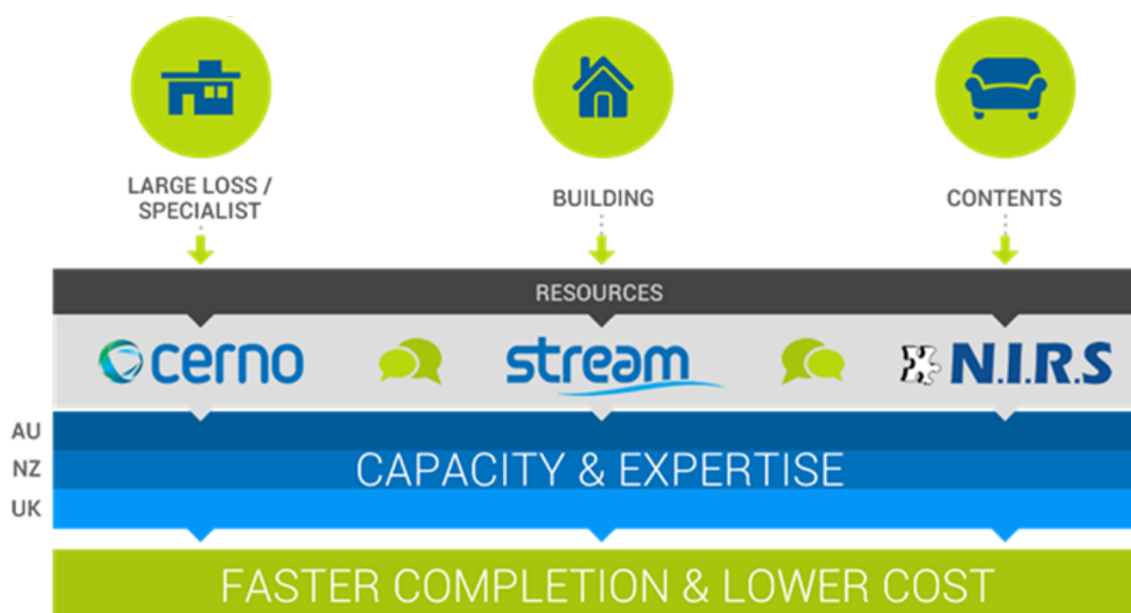 LARGE LOSS /
SPECIALIST
BUILDING
CONTENTS
RESOURCES
cerno
stream
N.I.R.S
AU
NZ
UK
CAPACITY & EXPERTISE
FASTER COMPLETION & LOWER COST